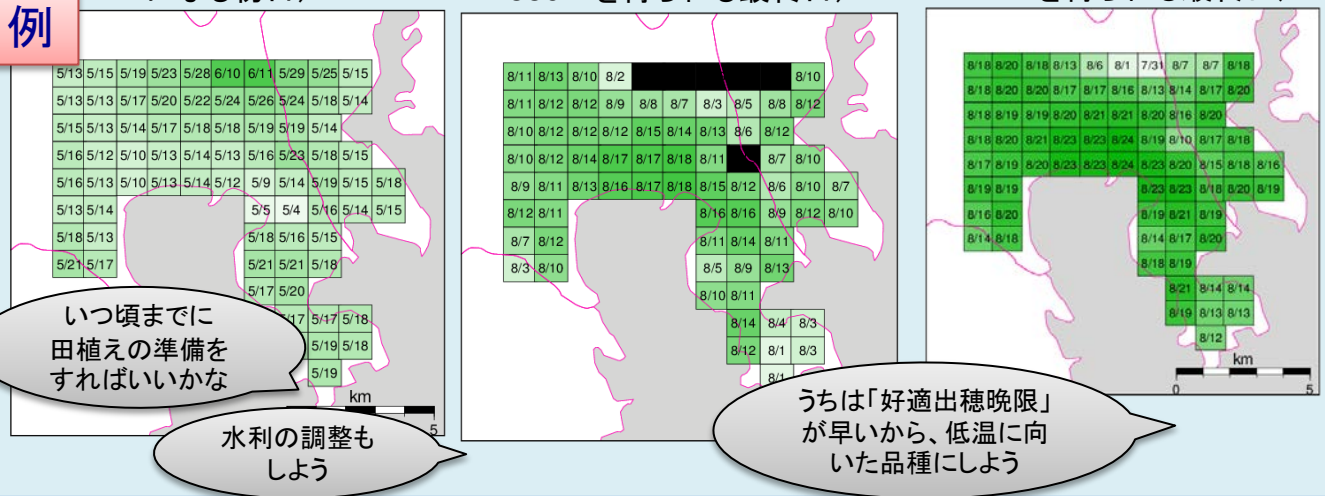 例
5/13 5/15 5/19 5/23 5/28 6/10 6/11 5/29 5/25 5/15
5/13 5/13 5/17 5/20 5/22 5/24 5/26 5/24 5/18 5/14
5/15 5/13 5/14 5/17 5/18 5/18 5/19 5/19 5/14
5/16 5/12 5/10 5/13 5/14 5/13 5/16 5/23 5/18 5/15
5/16 5/13 5/10 5/13 5/14 5/12 5/9 5/14 5/19 5/15 5/18
5/13 5/14 5/5 5/4 5/16 5/14 5/15
5/18 5/13 5/18 5/16 5/15
5/21 5/17 5/21 5/21 5/18
5/17 5/20
5/17 5/18
5/19 5/18
5/19
km
5
いつ頃までに
田植えの準備を
すればいいかな
水利の調整も
しよう
8/11 8/13 8/10 8/2 8/10
8/11 8/12 8/12 8/9 8/8 8/7 8/3 8/5 8/8 8/12
8/10 8/12 8/12 8/12 8/15 8/14 8/13 8/6 8/12
8/10 8/12 8/14 8/17 8/17 8/18 8/11 8/7 8/10
8/9 8/11 8/13 8/16 8/17 8/18 8/15 8/12 8/6 8/10 8/7
8/12 8/11 8/16 8/16 8/9 8/12 8/10
8/7 8/12 8/11 8/14 8/11
8/3 8/10 8/5 8/9 8/13
8/10 8/11
8/14 8/4 8/3
8/12 8/1 8/3
8/1
8/18 8/20 8/18 8/13 8/6 8/1 7/31 8/7 8/7 8/18
8/18 8/20 8/20 8/17 8/17 8/16 8/13 8/14 8/17 8/20
8/18 8/19 8/19 8/20 8/21 8/21 8/20 8/16 8/20
8/18 8/20 8/21 8/23 8/23 8/24 8/19 8/10 8/17 8/18
8/17 8/19 8/20 8/23 8/23 8/24 8/23 8/20 8/15 8/18 8/16
8/19 8/19 8/23 8/23 8/18 8/20 8/19
8/16 8/20 8/19 8/21 8/19
8/14 8/18 8/14 8/17 8/20
8/18 8/19
8/21 8/14 8/14
8/19 8/13 8/13
8/12
km
0 5
うちは「好適出穂晩限」
が早いから、低温に向
いた品種にしよう